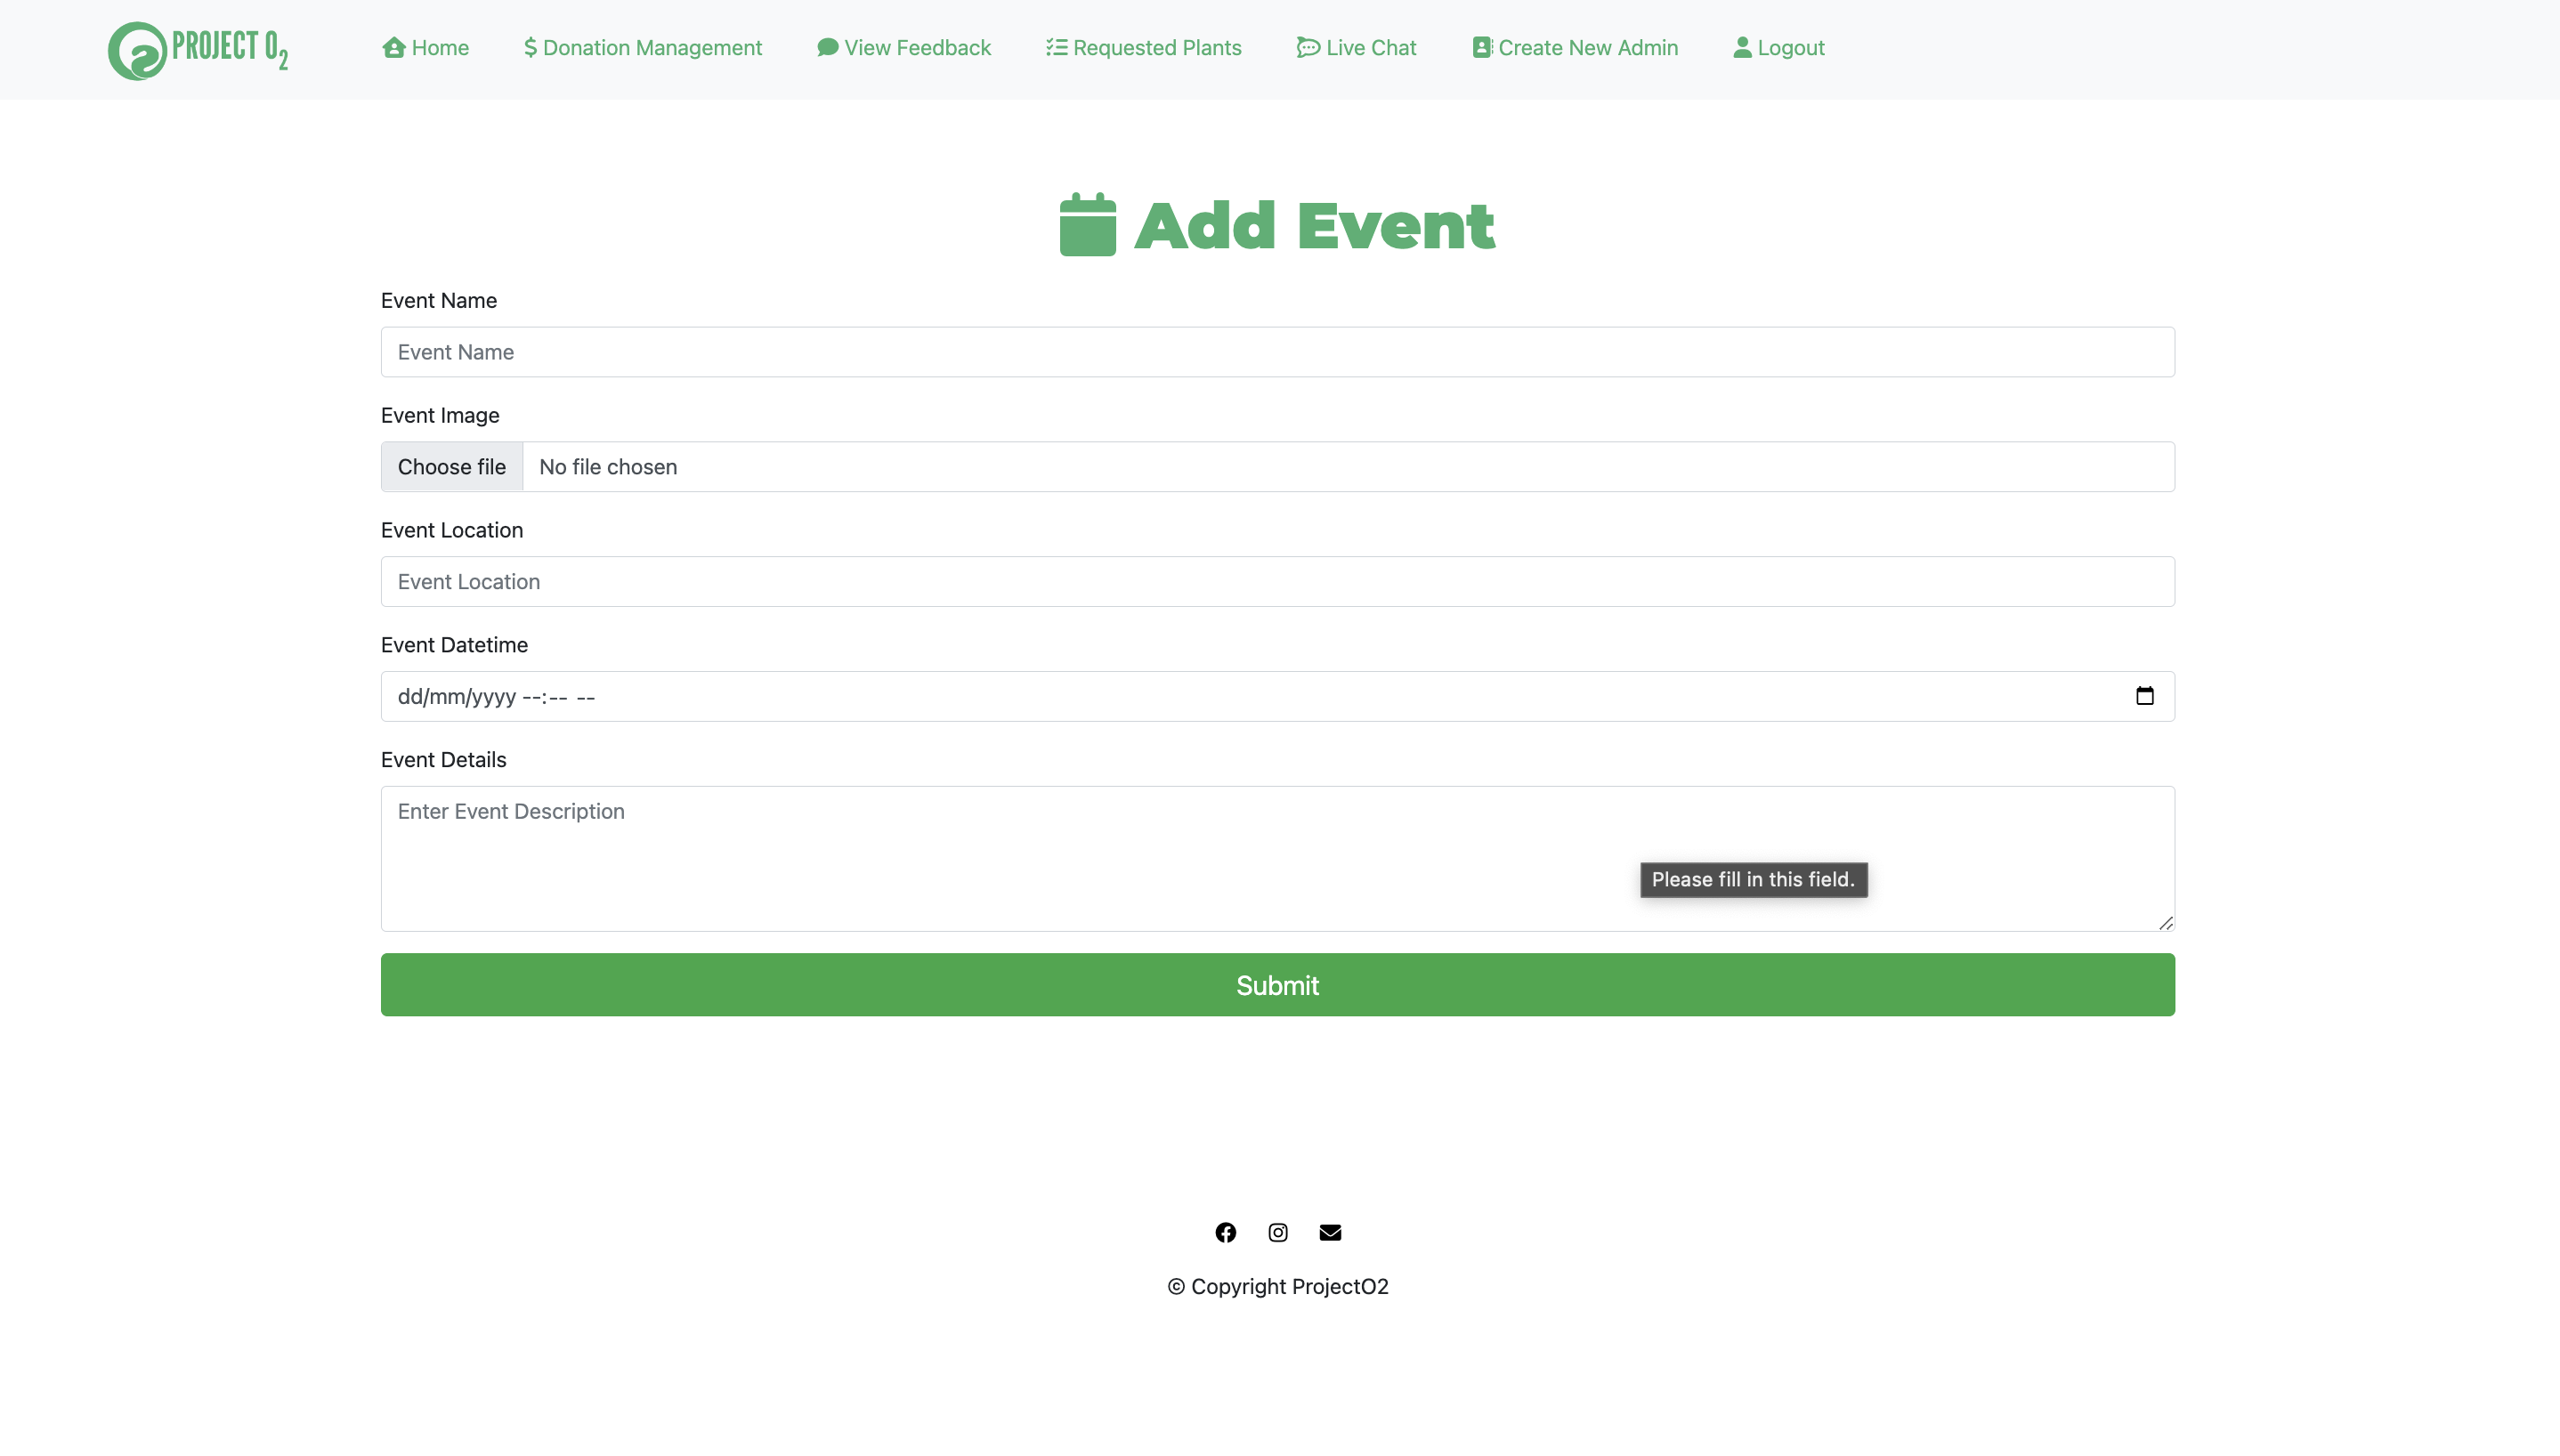 PROJECT O2
Home
Donation Management
View Feedback
Requested Plants
Live Chat
Create New Admin
Logout
Add Event
Event Name
Event Name
Event Image
Choose file No file chosen
Event Location
Event Location
Event Datetime
dd/mm/yyyy --:-- --
Event Details
Enter Event Description
Please fill in this field.
Submit
© Copyright ProjectO2